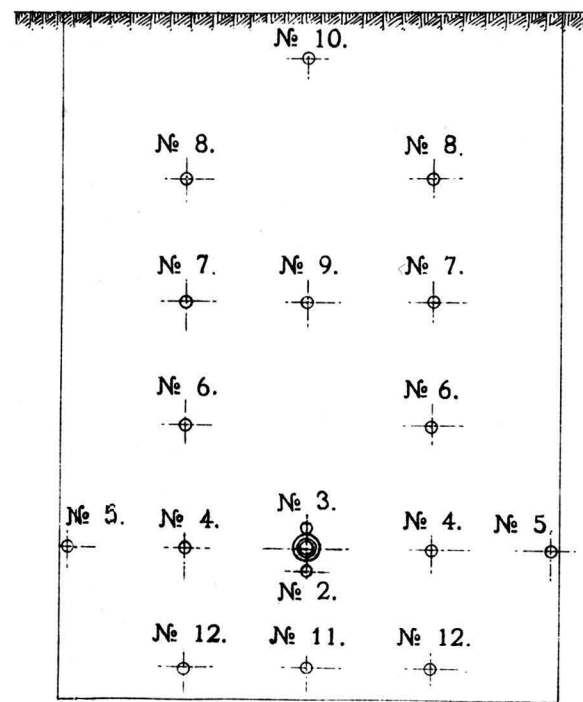 № 10.
№ 8. № 8.
№ 7. № 9. № 7.
№ 6. № 6.
№ 5. № 4. № 3. № 4. № 5.
№ 2.
№ 12. № 11. № 12.